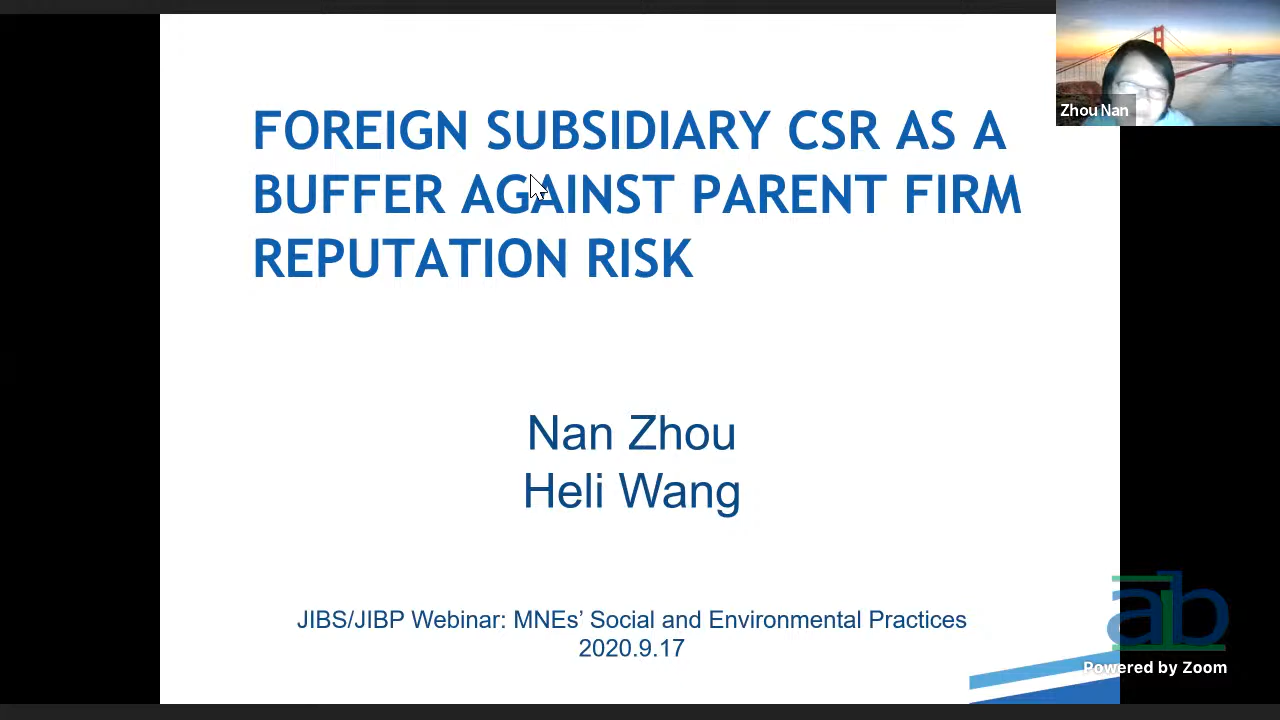 FOREIGN SUBSIDIARY CSR AS A
BUFFER AGAINST PARENT FIRM
REPUTATION RISK
Nan Zhou
Heli Wang
JIBS/JIBP Webinar: MNEs’ Social and Environmental Practices
2020.9.17
Zhou Nan
aib
Powered by Zoom